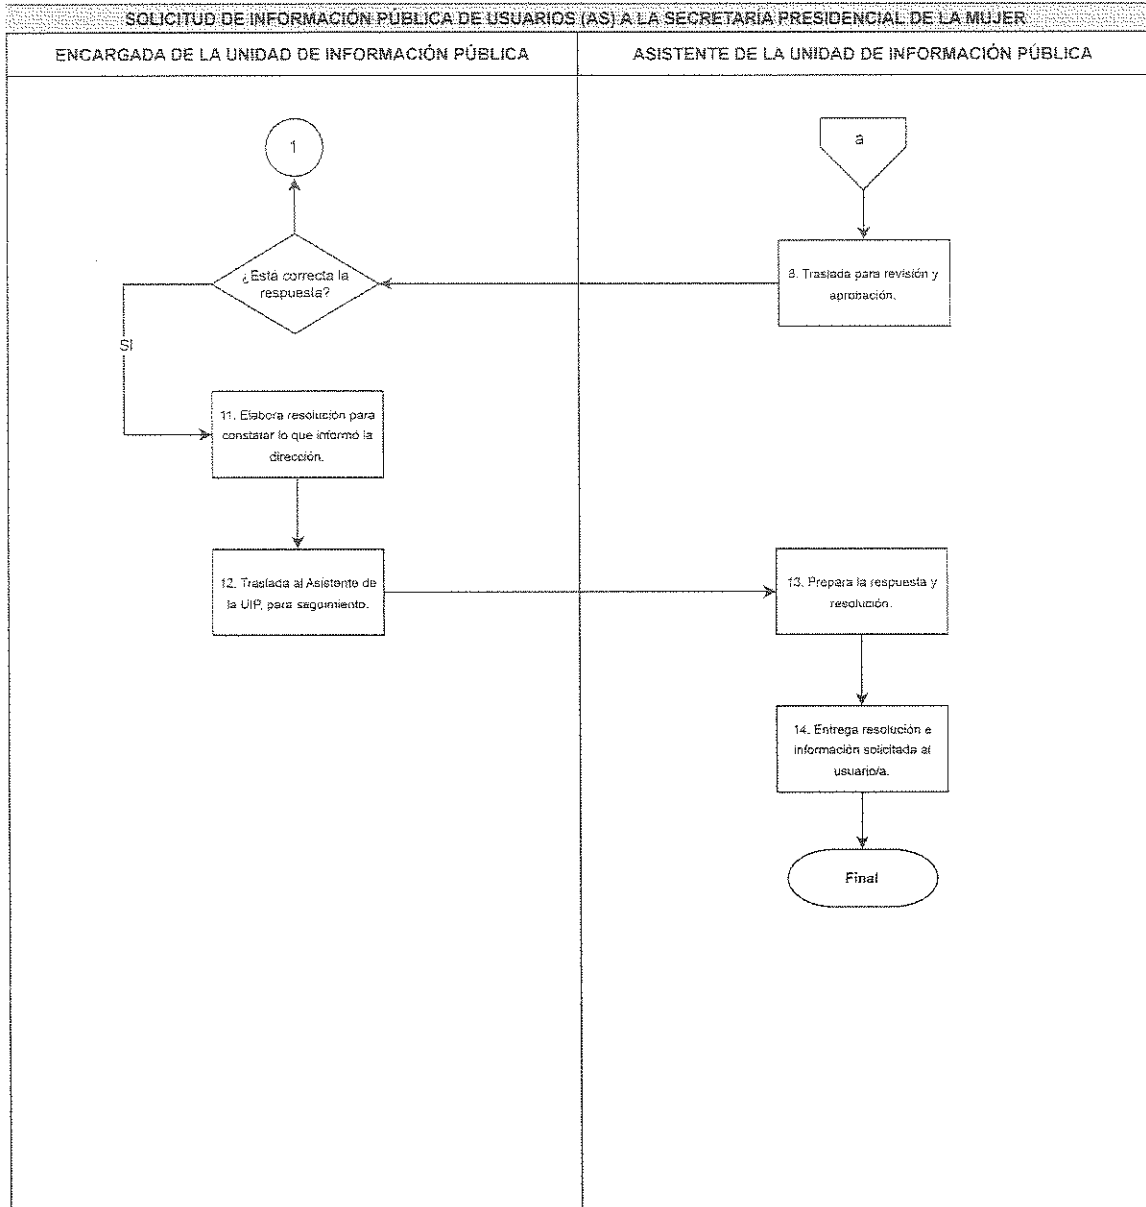 SOLICITUD DE INFORMACIÓN PÚBLICA DE USUARIOS (AS) A LA SECRETARÍA PRESIDENCIAL DE LA MUJER
ENCARGADA DE LA UNIDAD DE INFORMACIÓN PÚBLICA
ASISTENTE DE LA UNIDAD DE INFORMACIÓN PÚBLICA
1
a
¿Está correcta la
respuesta?
8. Traslada para revisión y
aprobación.
SI
11. Elabora resolución para
constatar lo que informó la
dirección.
12. Traslada al Asistente de
la UIP, para seguimiento.
13. Prepara la respuesta y
resolución.
14. Entrega resolución e
información solicitada al
usuario/a.
Final